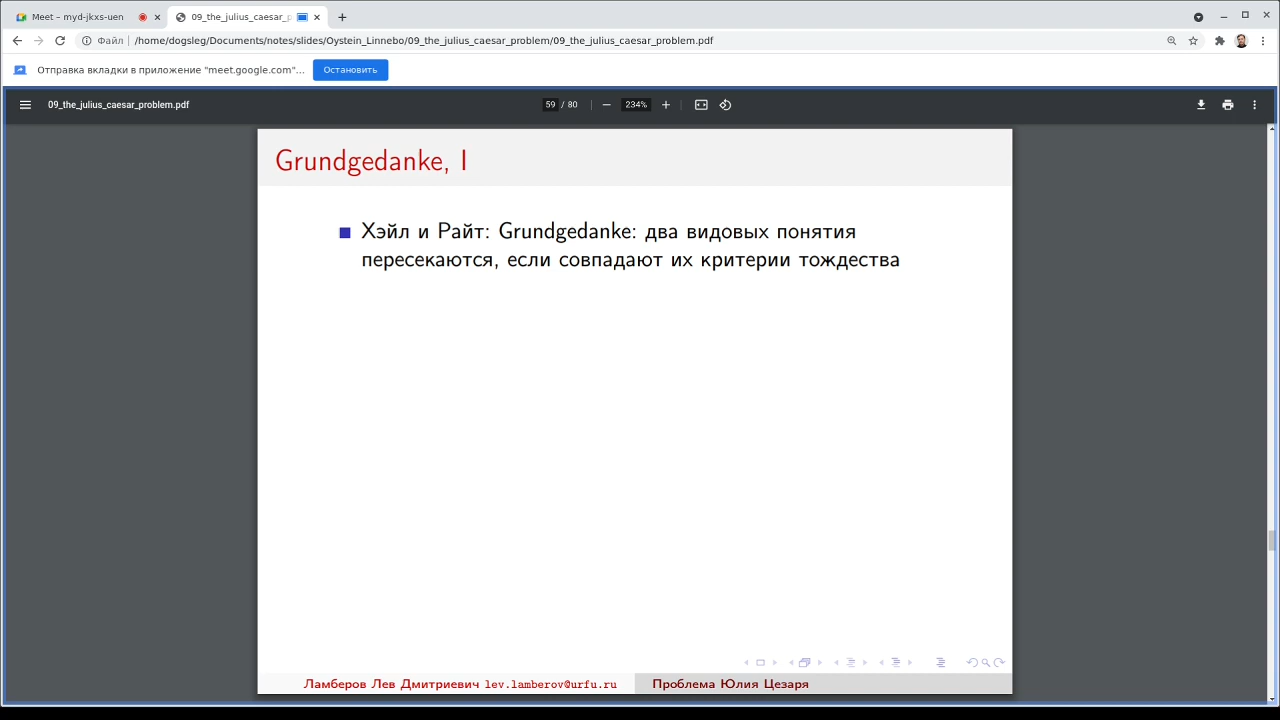 Meet – myd-jkxs-uen
09_the_julius_caesar_p
Файл
/home/dogsleg/Documents/notes/slides/Oystein_Linnebo/09_the_julius_caesar_problem/09_the_julius_caesar_problem.pdf
Отправка вкладки в приложение "meet.google.com"…
Остановить
09_the_julius_caesar_problem.pdf
59 / 80
234%
Grundgedanke, I
Хэйл и Райт: Grundgedanke: два видовых понятия
пересекаются, если совпадают их критерии тождества
Ламберов Лев Дмитриевич lev.lamberov@urfu.ru
Проблема Юлия Цезаря